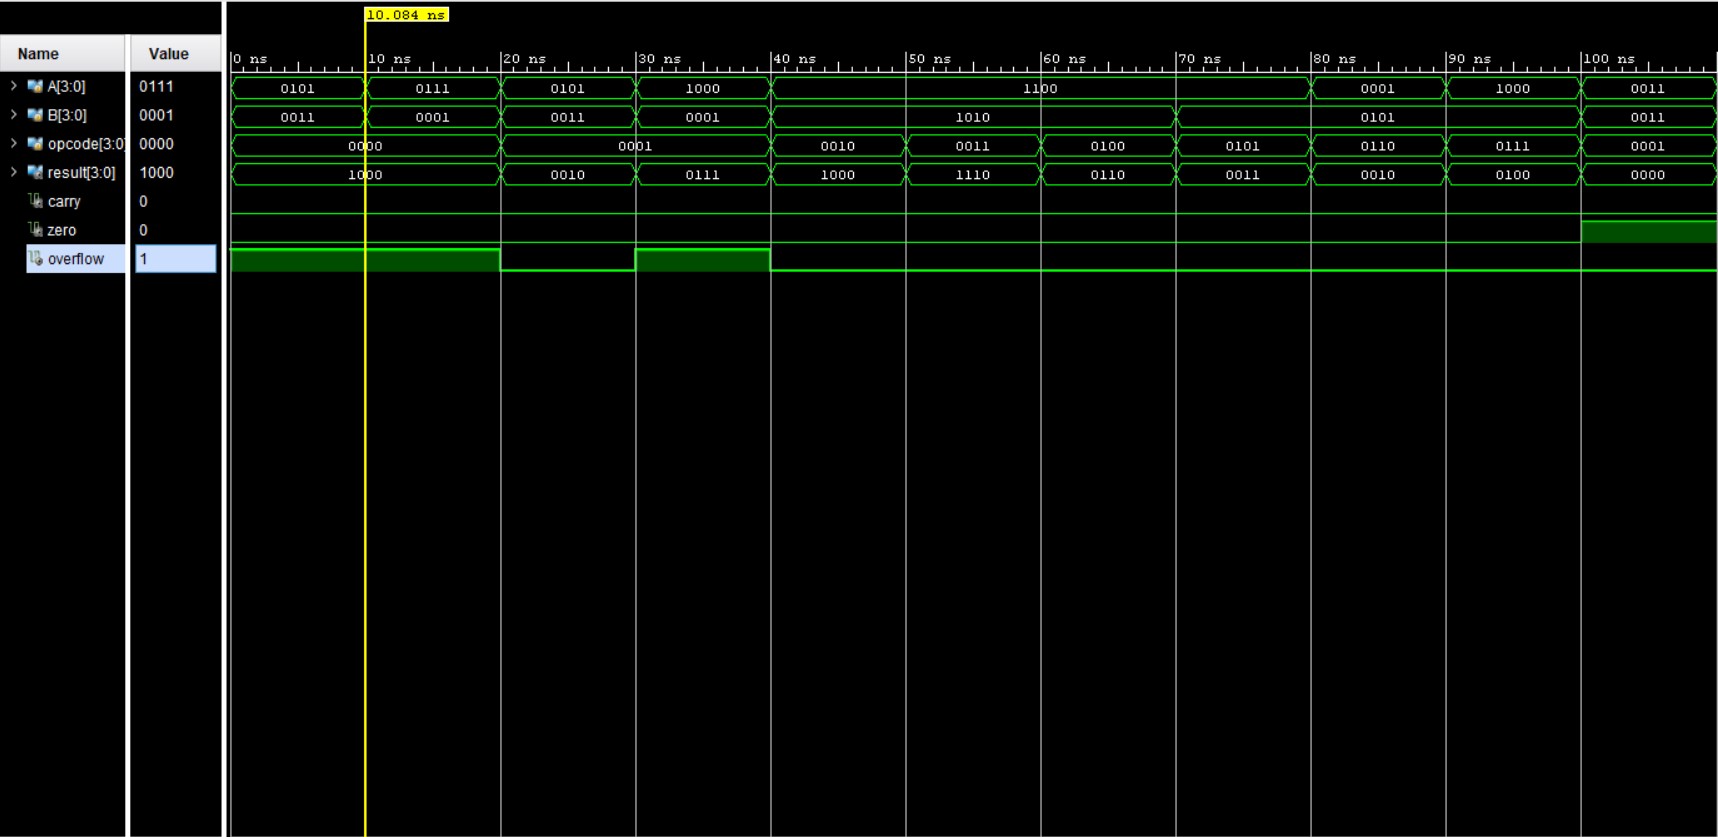 10.084 ns
Name Value
0 ns 10 ns 20 ns 30 ns 40 ns 50 ns 60 ns 70 ns 80 ns 90 ns 100 ns
A[3:0] 0111 0101 0111 0101 1000 1100 0001 1000 0011
B[3:0] 0001 0011 0001 0011 0001 1010 0101 0011
opcode[3:0] 0000 0000 0001 0010 0011 0100 0101 0110 0111 0001
result[3:0] 1000 1000 0010 0111 1000 1110 0110 0011 0010 0100 0000
carry 0
zero 0
overflow 1